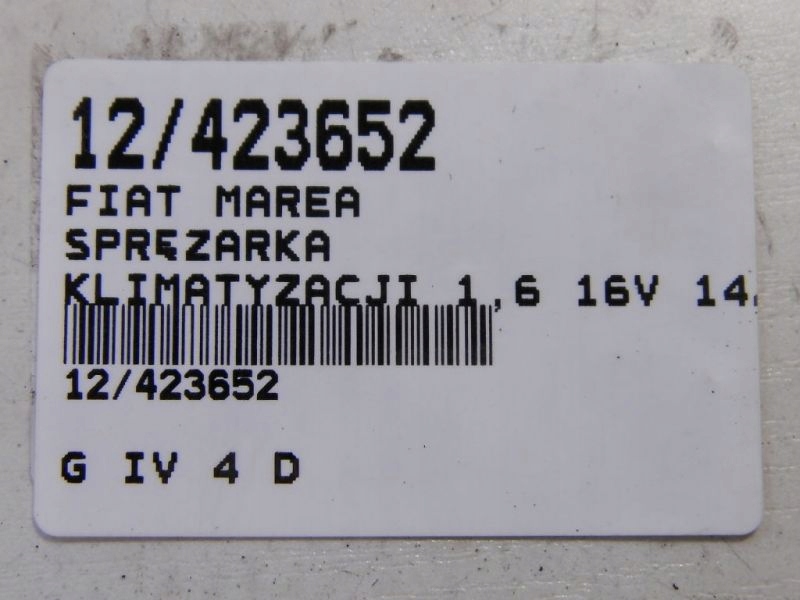 12/423652
FIAT MAREA
SPRĘZARKA
KLIMATYZACJI 1,6 16V 14.
12/423652
G IV 4 D